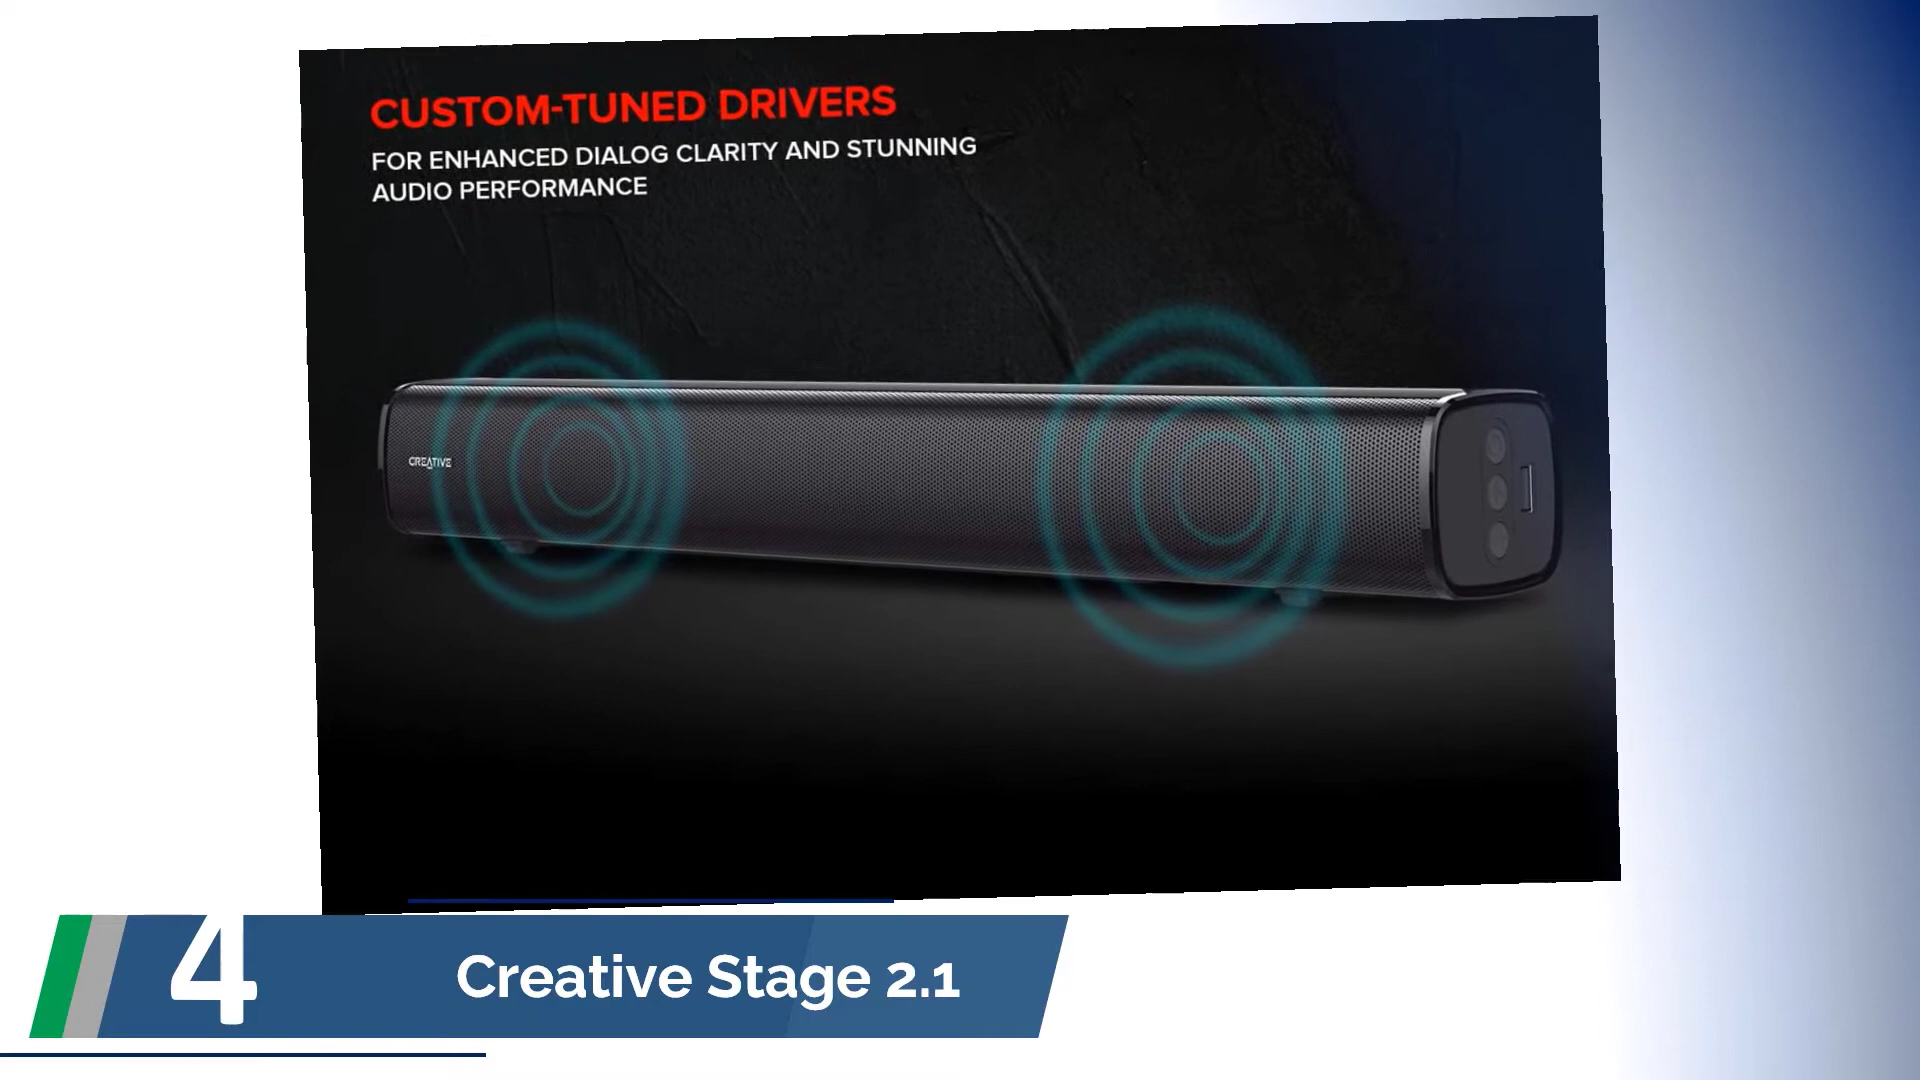 CUSTOM-TUNED DRIVERS
FOR ENHANCED DIALOG CLARITY AND STUNNING
AUDIO PERFORMANCE
CREATIVE
4
Creative Stage 2.1